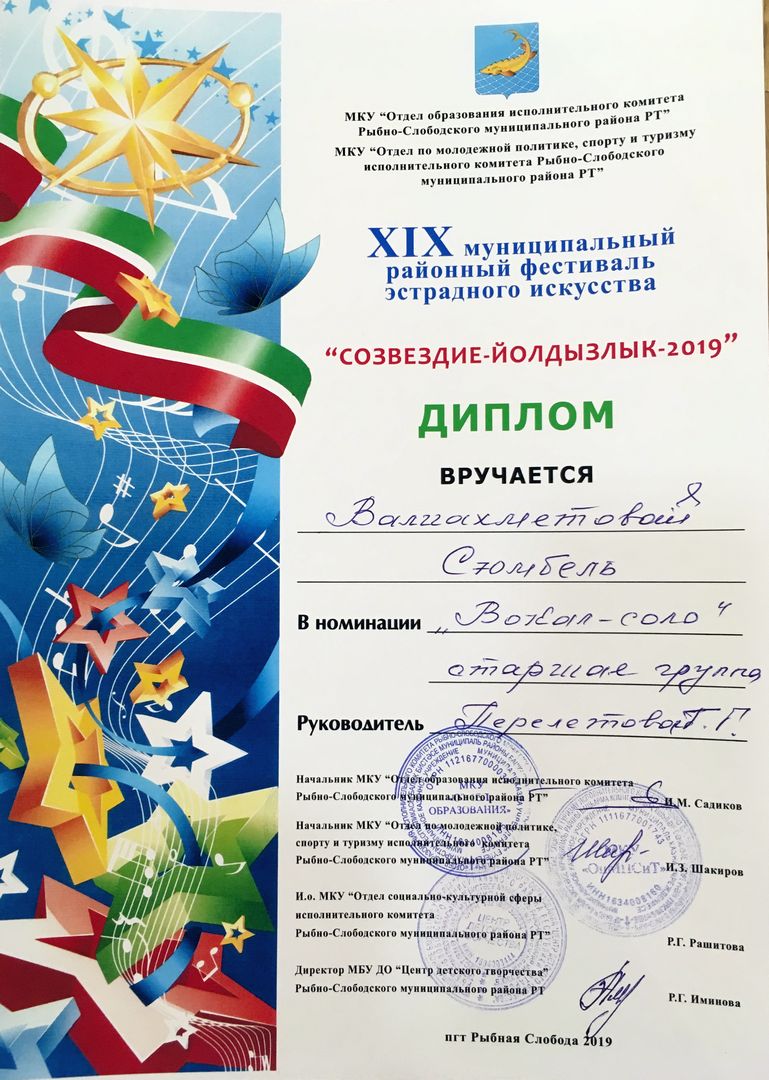 МКУ “Отдел образования исполнительного комитета
Рыбно-Слободского муниципального района РТ”
МКУ “Отдел по молодежной политике, спорту и туризму
исполнительного комитета Рыбно-Слободского
муниципального района РТ”
XIX муниципальный
районный фестиваль
эстрадного искусства
“СОЗВЕЗДИЕ-ЙОЛДЫЗЛЫК-2019”
ДИПЛОМ
ВРУЧАЕТСЯ
Валиахметовой
Сюмбель
В номинации „Вокал-соло“
старшая группа
Руководитель Перелетова Г.Г.
Начальник МКУ “Отдел образования исполнительного комитета
Рыбно-Слободского муниципального района РТ” И.М. Садиков
Начальник МКУ “Отдел по молодежной политике,
спорту и туризму исполнительного комитета
Рыбно-Слободского муниципального района РТ” И.З. Шакиров
И.о. МКУ “Отдел социально-культурной сферы
исполнительного комитета
Рыбно-Слободского муниципального района РТ” Р.Г. Рашитова
Директор МБУ ДО “Центр детского творчества”
Рыбно-Слободского муниципального района РТ Р.Г. Иминова
МКУ
ОБРАЗОВАНИЯ»
ЦЕНТР
пгт Рыбная Слобода 2019